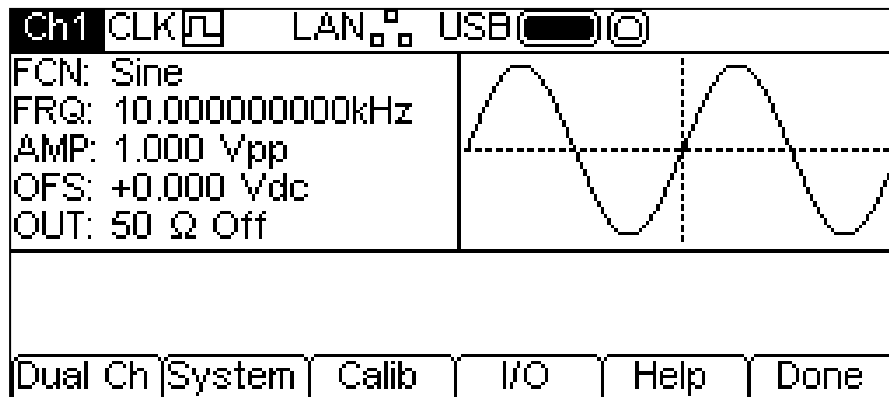 Ch1 CLK LAN USB
FCN: Sine
FRQ: 10.000000000kHz
AMP: 1.000 Vpp
OFS: +0.000 Vdc
OUT: 50 Ω Off
Dual Ch System Calib I/O Help Done